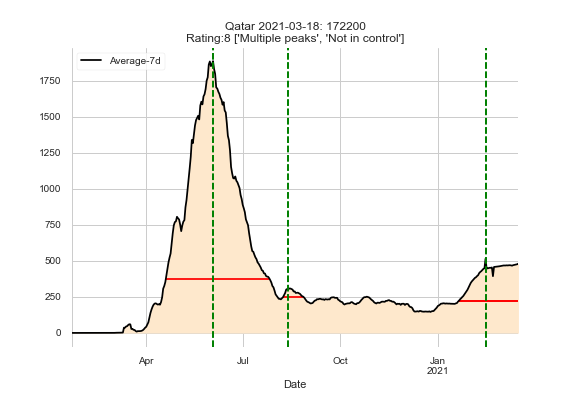 Qatar 2021-03-18: 172200
Rating:8 ['Multiple peaks', 'Not in control']
Average-7d
1750
1500
1250
1000
750
500
250
0
Apr
Jul
Oct
Jan
2021
Date